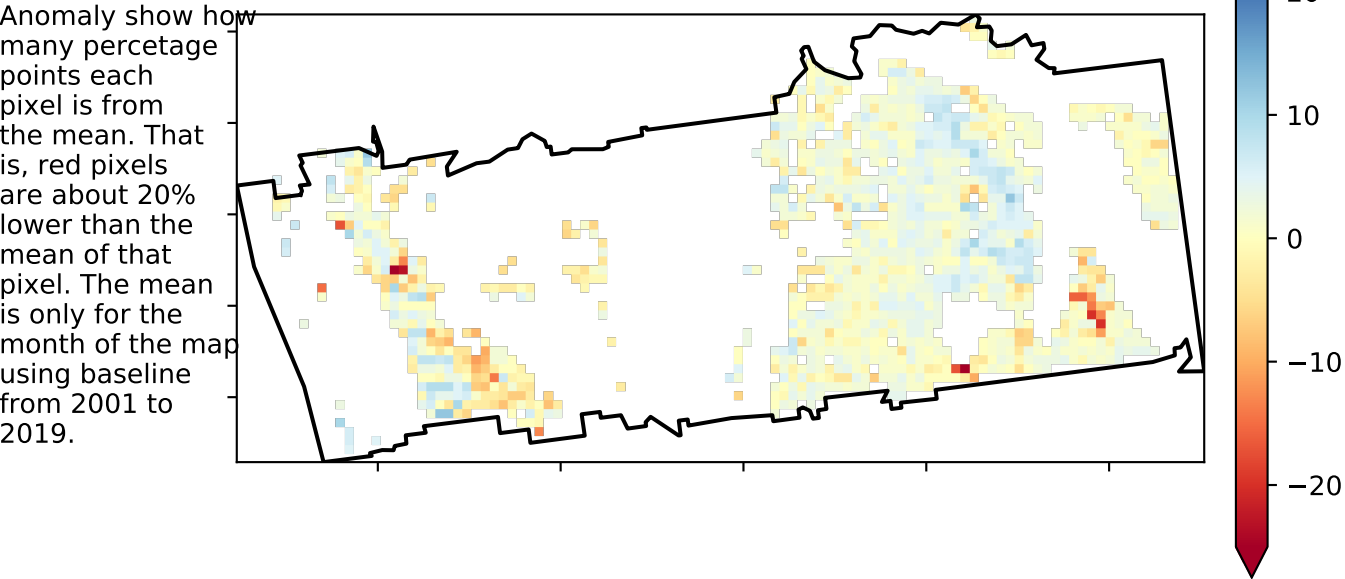 Anomaly show how
many percetage
points each
pixel is from
the mean. That
is, red pixels
are about 20%
lower than the
mean of that
pixel. The mean
is only for the
month of the map
using baseline
from 2001 to
2019.
10
0
−10
−20